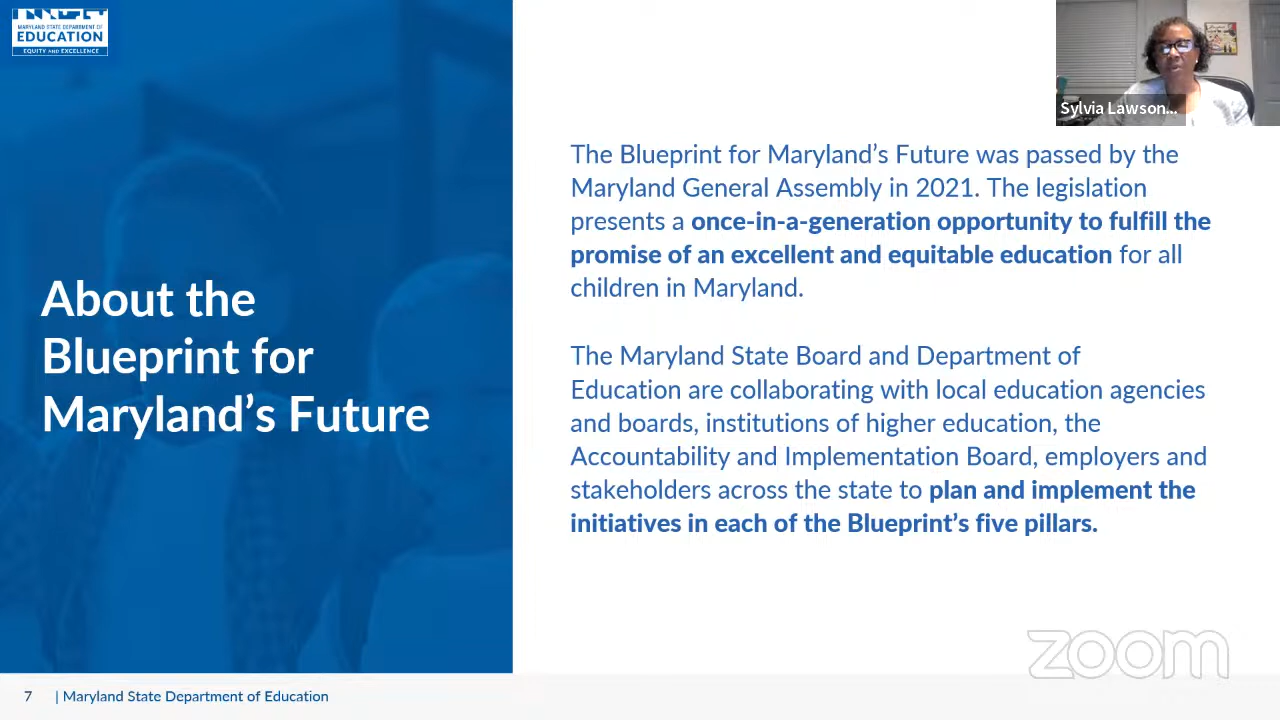 MARYLAND STATE DEPARTMENT OF
EDUCATION
EQUITY AND EXCELLENCE
Sylvia Lawson...
About the
Blueprint for
Maryland’s Future
The Blueprint for Maryland’s Future was passed by the
Maryland General Assembly in 2021. The legislation
presents a once-in-a-generation opportunity to fulfill the
promise of an excellent and equitable education for all
children in Maryland.
The Maryland State Board and Department of
Education are collaborating with local education agencies
and boards, institutions of higher education, the
Accountability and Implementation Board, employers and
stakeholders across the state to plan and implement the
initiatives in each of the Blueprint’s five pillars.
zoom
7 | Maryland State Department of Education